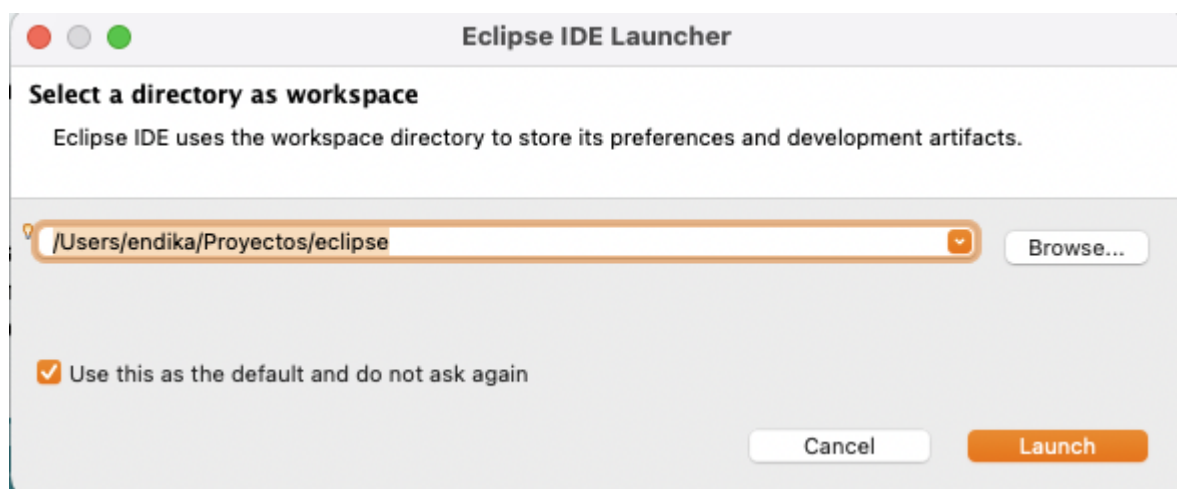 Eclipse IDE Launcher
Select a directory as workspace
Eclipse IDE uses the workspace directory to store its preferences and development artifacts.
/Users/endika/Proyectos/eclipse
Browse...
Use this as the default and do not ask again
Cancel
Launch